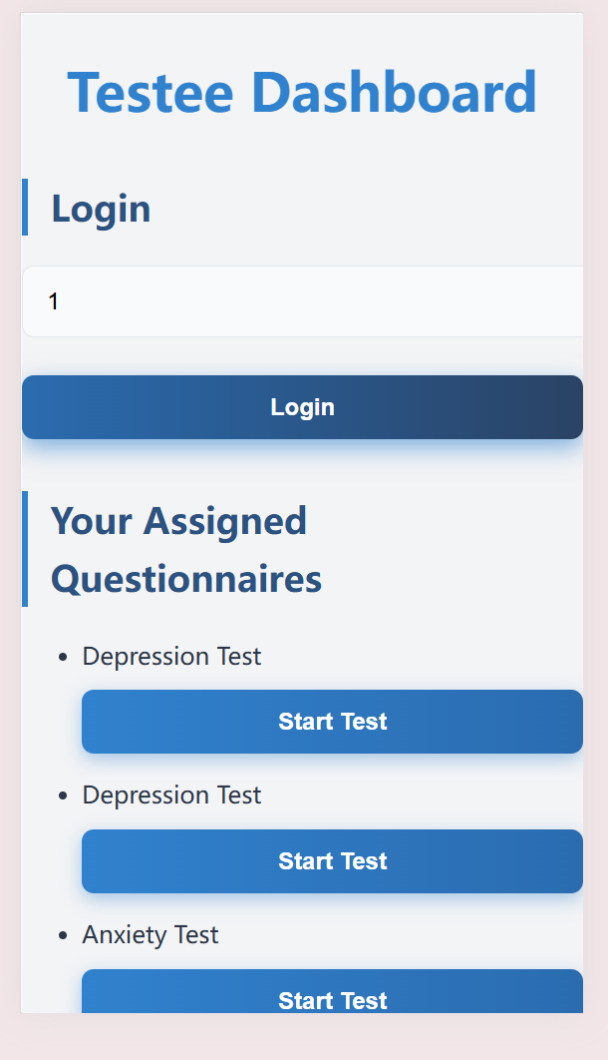 Testee Dashboard
Login
1
Login
Your Assigned
Questionnaires
Depression Test
Start Test
Depression Test
Start Test
Anxiety Test
Start Test